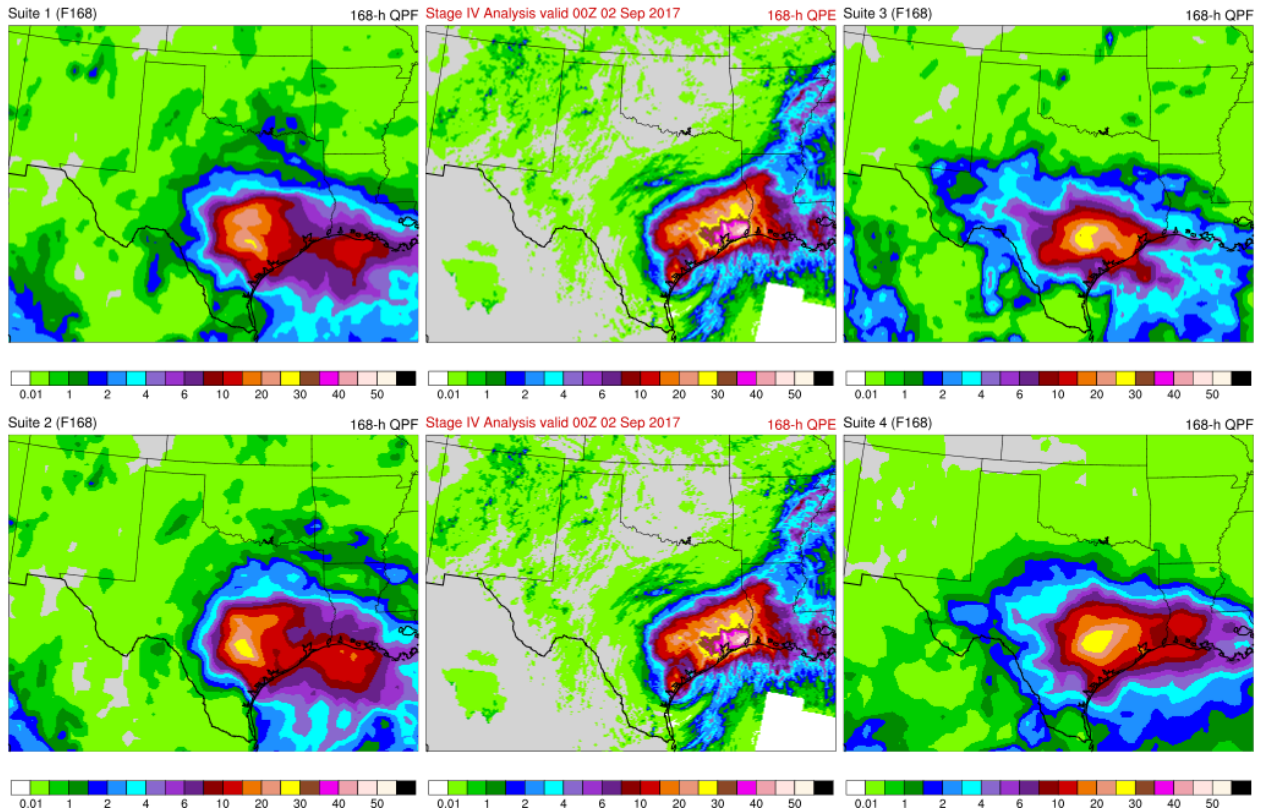 Suite 1 (F168) 168-h QPF
Stage IV Analysis valid 00Z 02 Sep 2017 168-h QPE
Suite 3 (F168) 168-h QPF
0.01 1 2 4 6 10 20 30 40 50
0.01 1 2 4 6 10 20 30 40 50
0.01 1 2 4 6 10 20 30 40 50
Suite 2 (F168) 168-h QPF
Stage IV Analysis valid 00Z 02 Sep 2017 168-h QPE
Suite 4 (F168) 168-h QPF
0.01 1 2 4 6 10 20 30 40 50
0.01 1 2 4 6 10 20 30 40 50
0.01 1 2 4 6 10 20 30 40 50